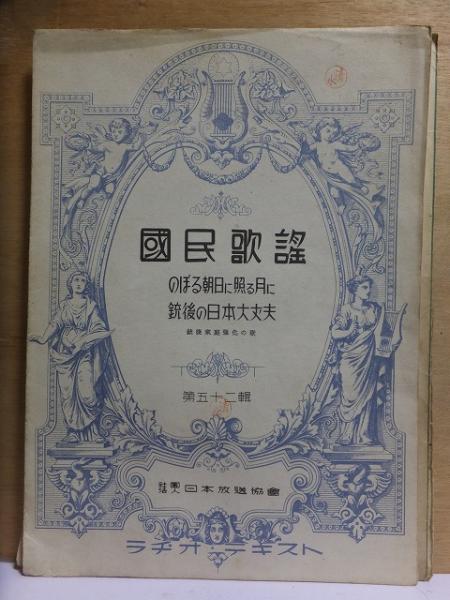 國民歌謠
のぼる朝日に照る月に
銃後の日本大丈夫
銃後家庭強化の歌
第五十二輯
社團法人 日本放送協會
ラヂオ・テキスト